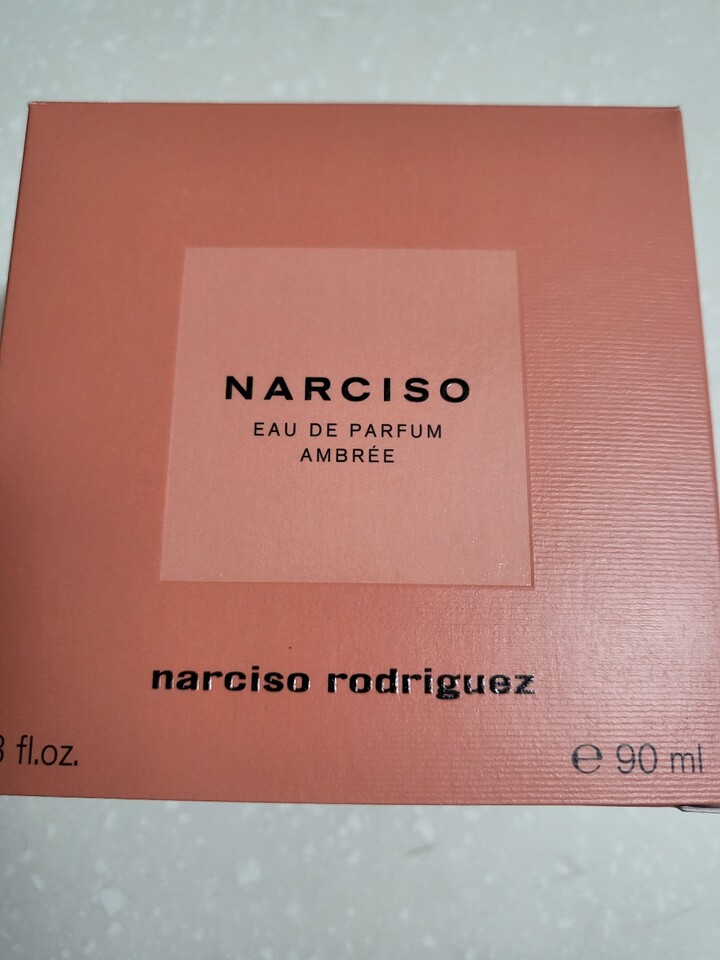 NARCISO
EAU DE PARFUM
AMBRÉE
narciso rodriguez
fl.oz.
℮ 90 ml